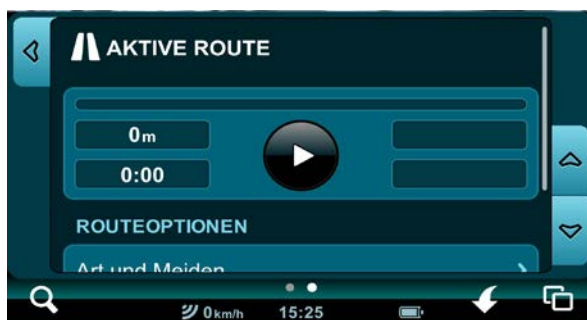 AKTIVE ROUTE
0m
0:00
ROUTEOPTIONEN
Art und Meiden
0km/h 15:25